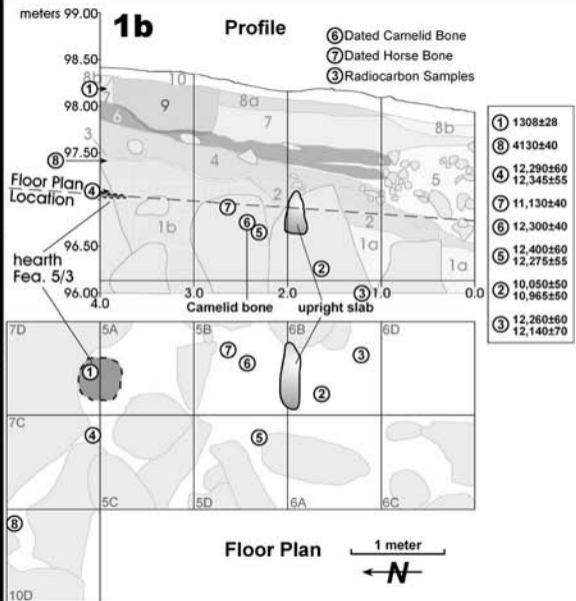 meters 99.00
1b
Profile
⑥ Dated Camelid Bone
⑦ Dated Horse Bone
③ Radiocarbon Samples
98.50
8b
10
①
98.00
7
9
8a
6
7
8b
3
97.50
⑧
4
5
Floor Plan
Location
④
2
6
⑦
1b
⑥
⑤
2
96.50
1a
②
1a
hearth
Fea. 5/3
96.00
③
4.0
3.0
2.0
1.0
0.0
Camelid bone
upright slab
① 1308±28
⑧ 4130±40
④ 12,290±60
12,345±55
⑦ 11,130±40
⑥ 12,300±40
⑤ 12,400±60
12,275±55
② 10,050±50
10,965±55
③ 12,260±60
12,140±70
7D
5A
5B
6B
6D
①
⑦
⑥
③
②
7C
④
⑤
5C
5D
6A
6C
⑧
10D
Floor Plan
1 meter
N